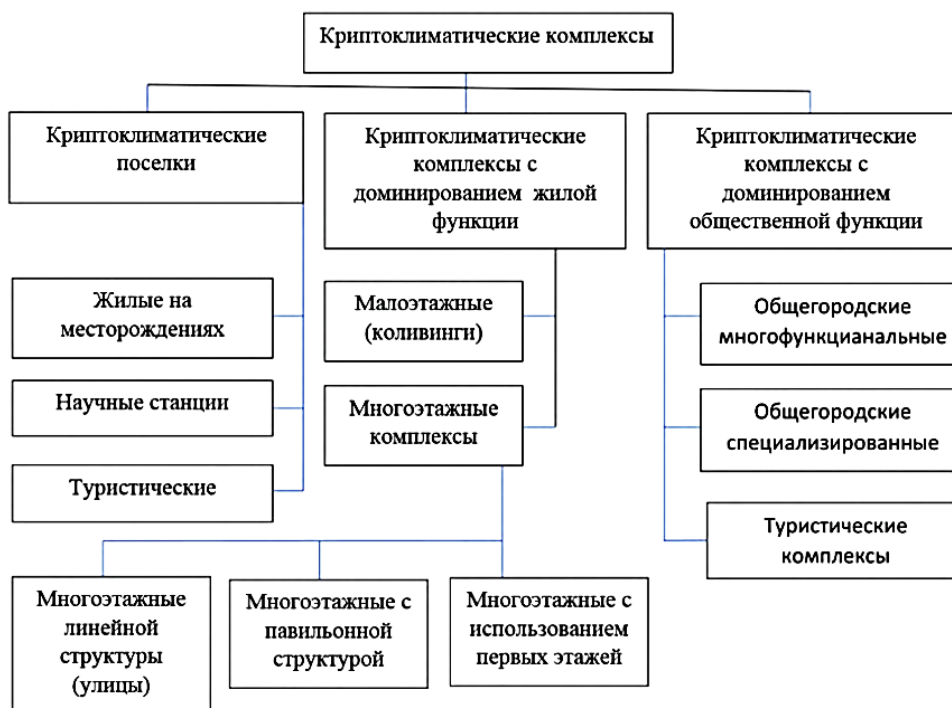 Криптоклиматические комплексы
Криптоклиматические
поселки
Криптоклиматические
комплексы с
доминированием жилой
функции
Криптоклиматические
комплексы с
доминированием
общественной функции
Жилые на
месторождениях
Научные станции
Туристические
Малоэтажные
(коливинги)
Многоэтажные
комплексы
Общегородские
многофункцианальные
Общегородские
специализированные
Туристические
комплексы
Многоэтажные
линейной
структуры
(улицы)
Многоэтажные с
павильонной
структурой
Многоэтажные с
использованием
первых этажей